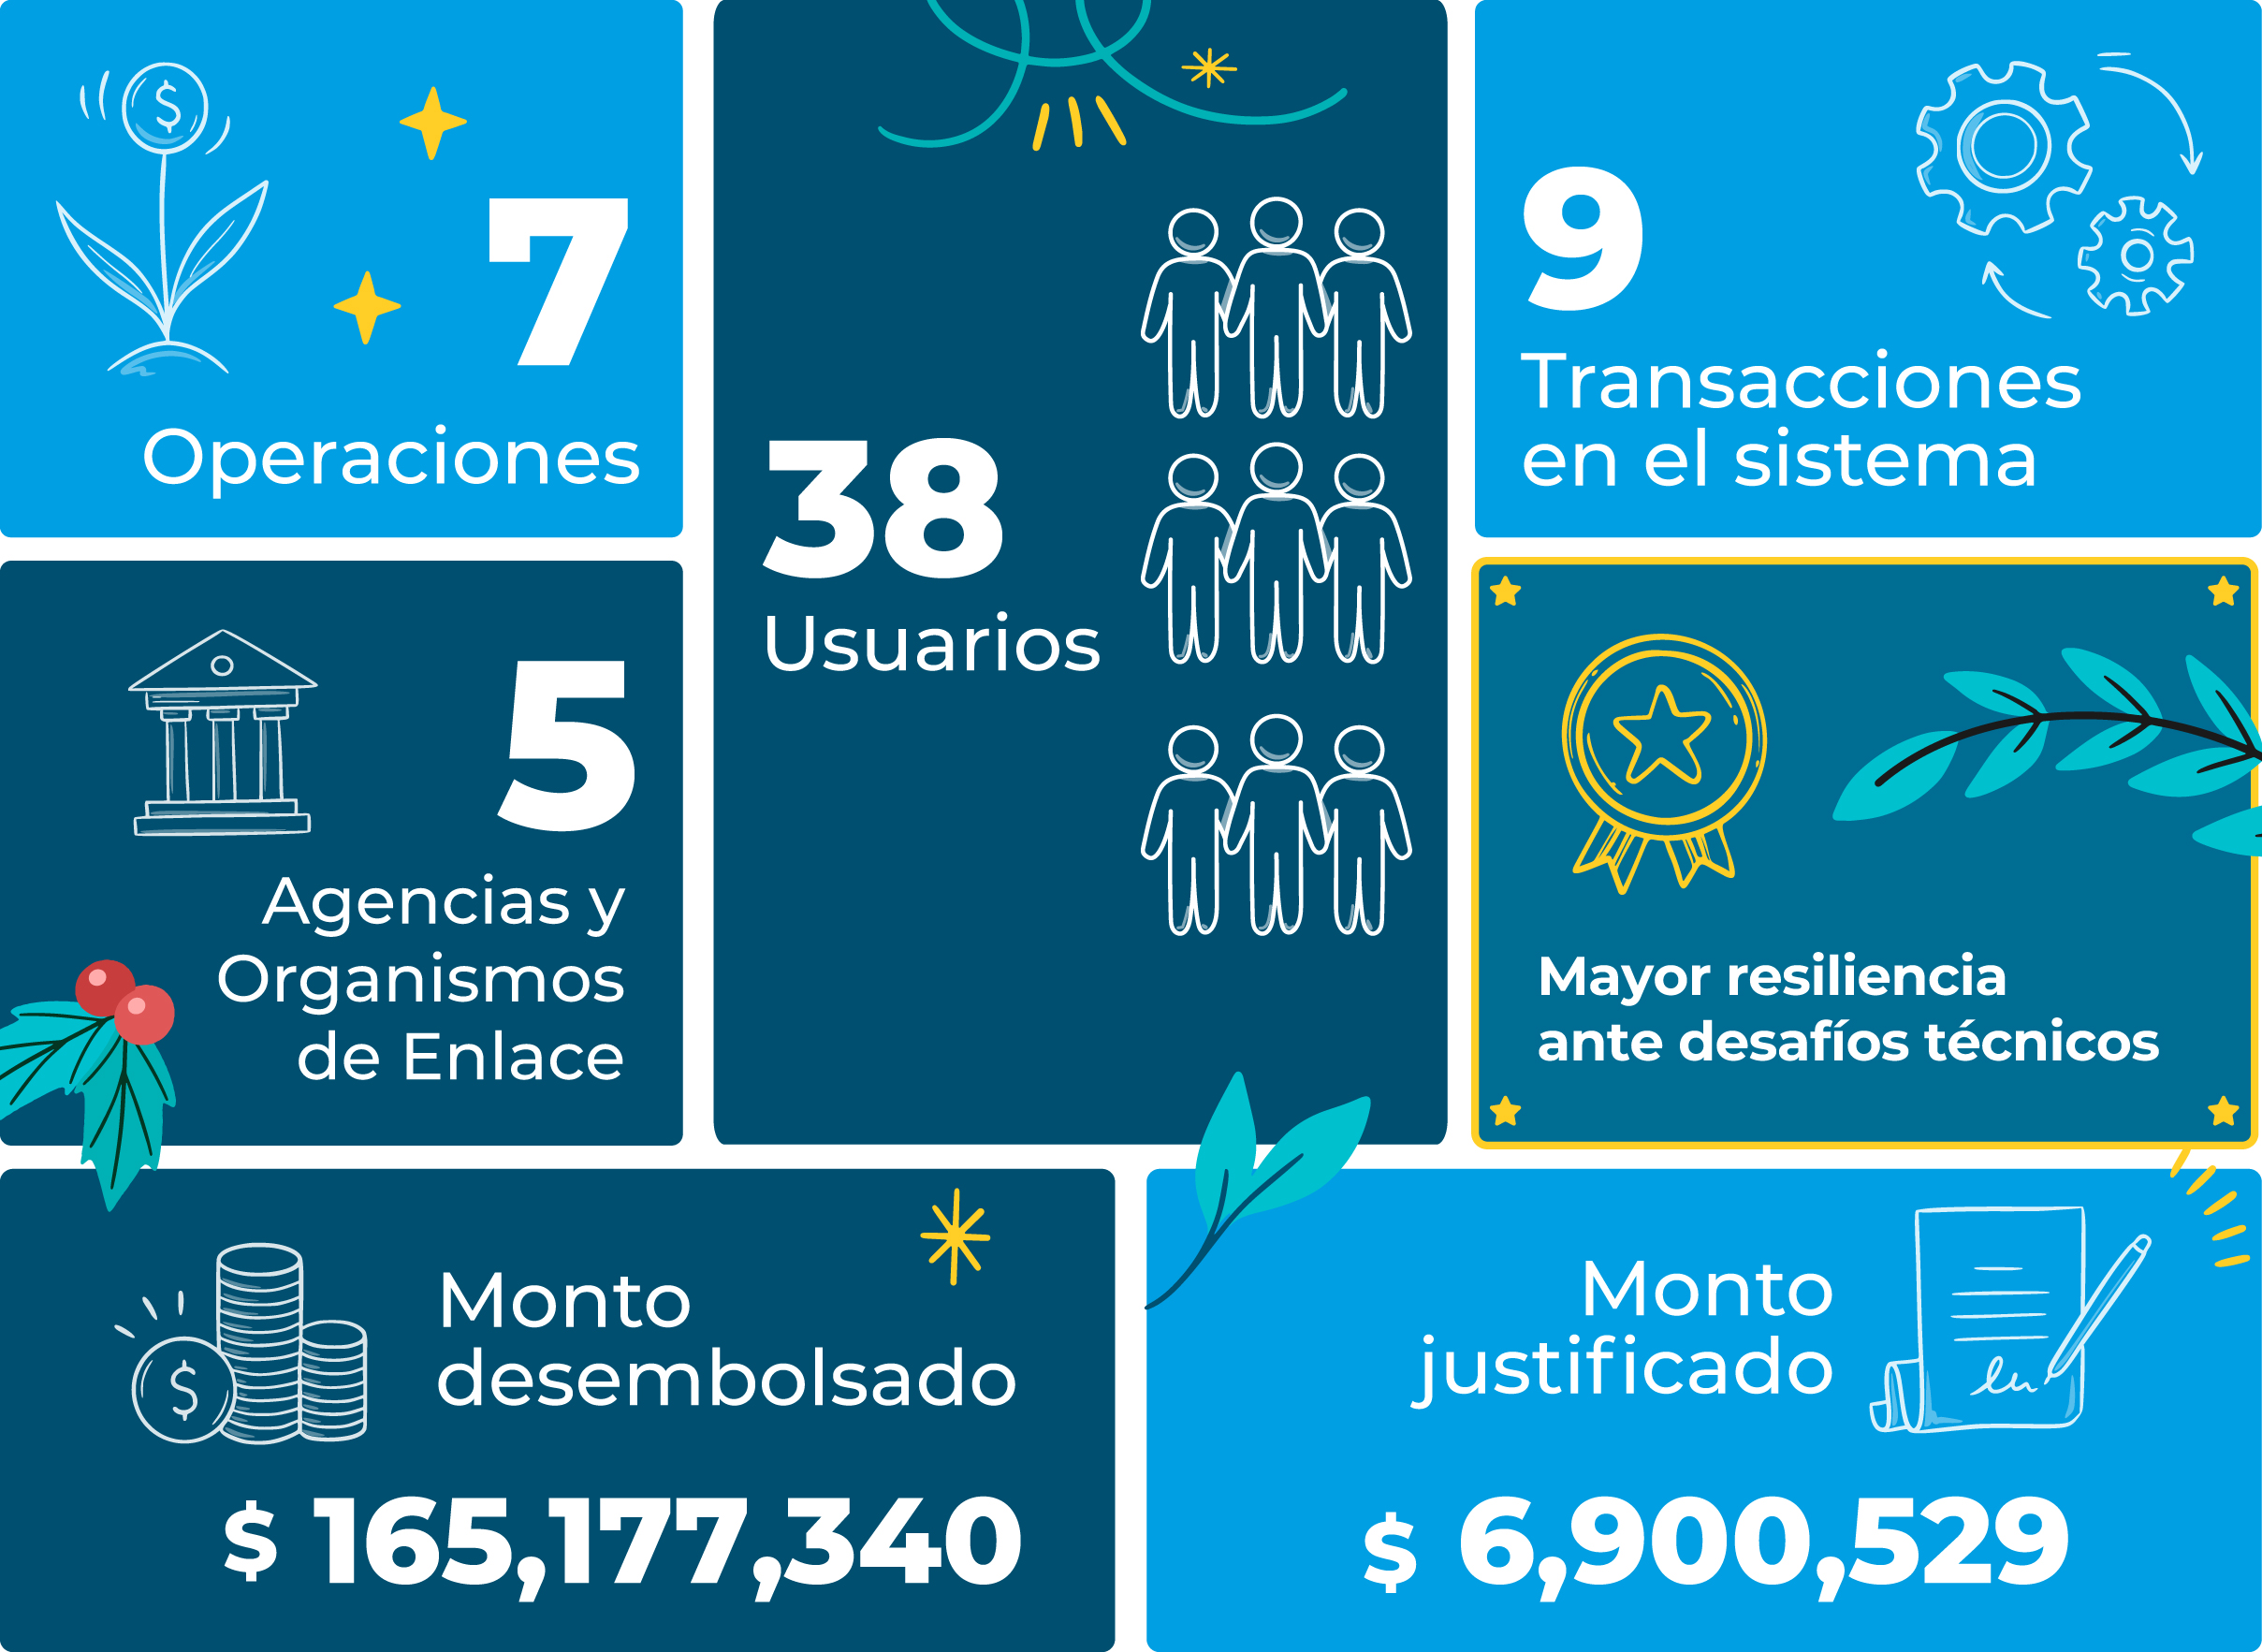 7
Operaciones
38
Usuarios
9
Transacciones
en el sistema
5
Agencias y
Organismos
de Enlace
Mayor resiliencia
ante desafíos técnicos
Monto
desembolsado
$ 165,177,340
Monto
justificado
$ 6,900,529